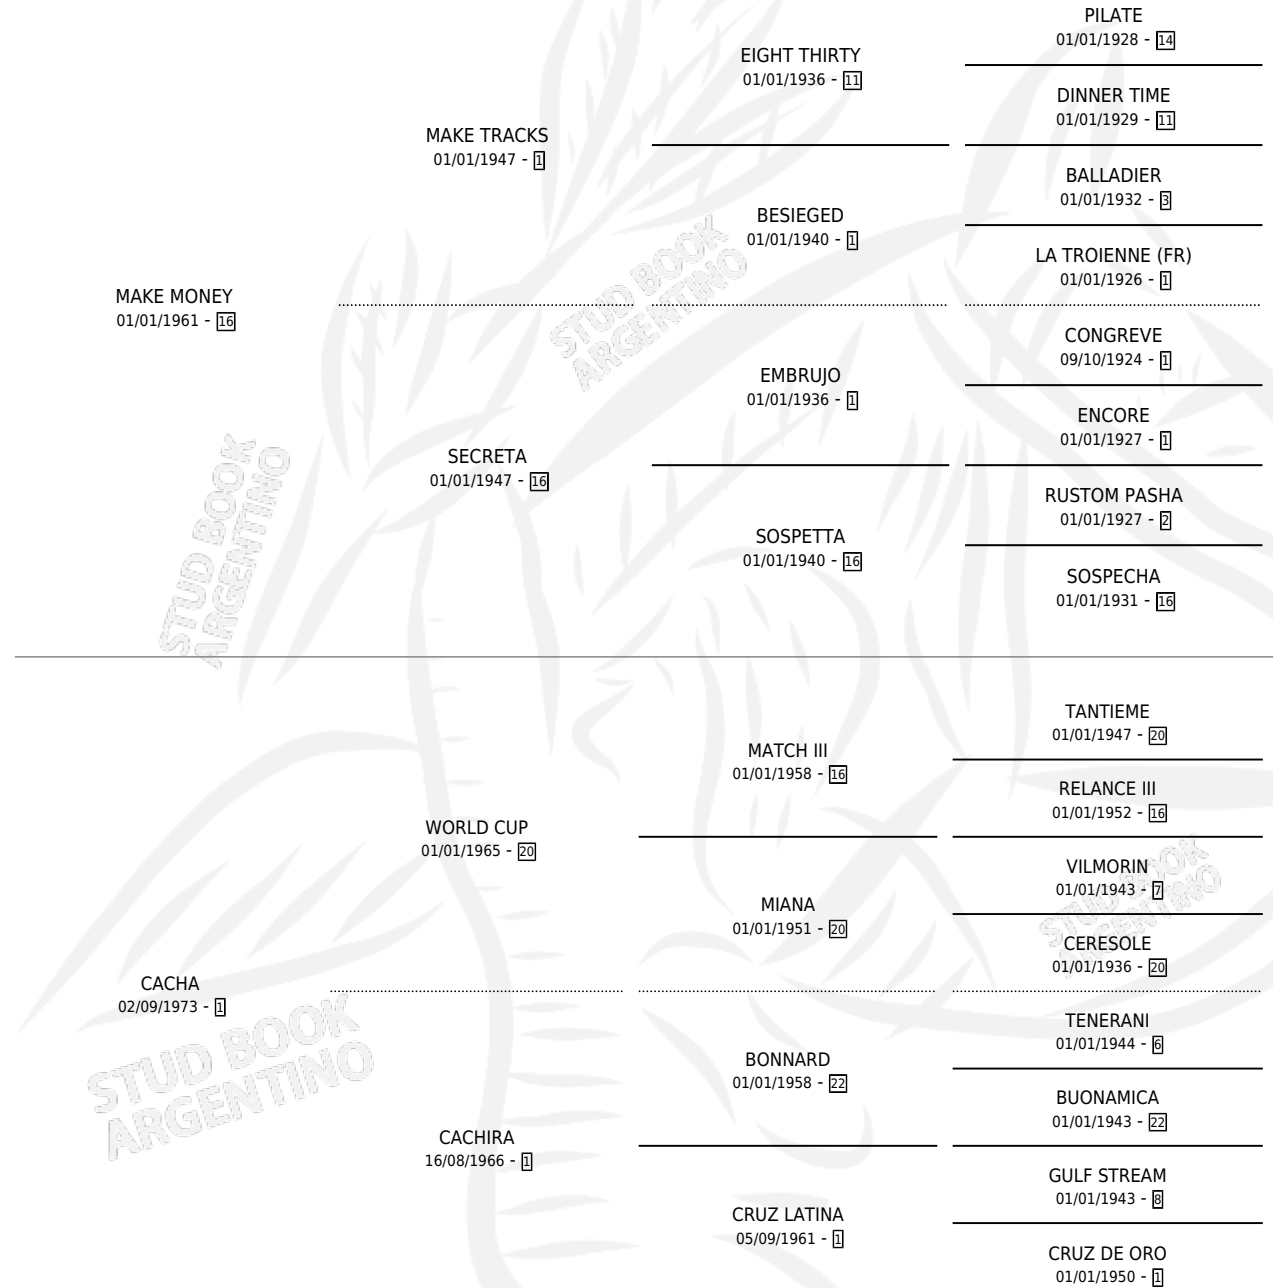 PILATE
01/01/1928 - 14
EIGHT THIRTY
01/01/1936 - 11
DINNER TIME
01/01/1929 - 11
MAKE TRACKS
01/01/1947 - 1
BALLADIER
01/01/1932 - 3
BESIEGED
01/01/1940 - 1
LA TROIENNE (FR)
01/01/1926 - 1
MAKE MONEY
01/01/1961 - 16
CONGREVE
09/10/1924 - 1
EMBRUJO
01/01/1936 - 1
ENCORE
01/01/1927 - 1
SECRETA
01/01/1947 - 16
RUSTOM PASHA
01/01/1927 - 2
SOSPETTA
01/01/1940 - 16
SOSPECHA
01/01/1931 - 16
TANTIEME
01/01/1947 - 20
MATCH III
01/01/1958 - 16
RELANCE III
01/01/1952 - 16
WORLD CUP
01/01/1965 - 20
VILMORIN
01/01/1943 - 7
MIANA
01/01/1951 - 20
CERESOLE
01/01/1936 - 20
CACHA
02/09/1973 - 1
TENERANI
01/01/1944 - 6
BONNARD
01/01/1958 - 22
BUONAMICA
01/01/1943 - 22
CACHIRA
16/08/1966 - 1
GULF STREAM
01/01/1943 - 8
CRUZ LATINA
05/09/1961 - 1
CRUZ DE ORO
01/01/1950 - 1
STUD BOOK
ARGENTINO
STUD BOOK
ARGENTINO
STUD BOOK
ARGENTINO
STUD BOOK
ARGENTINO